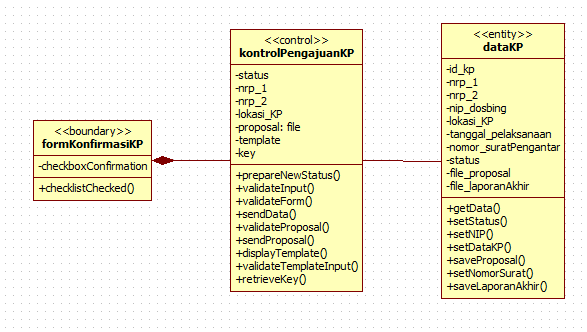 <<boundary>>
formKonfirmasiKP
-checkboxConfirmation
+checklistChecked()
<<control>>
kontrolPengajuanKP
-status
-nrp_1
-nrp_2
-lokasi_KP
-proposal: file
-template
-key
+prepareNewStatus()
+validateInput()
+validateForm()
+sendData()
+validateProposal()
+sendProposal()
+displayTemplate()
+validateTemplateInput()
+retrieveKey()
<<entity>>
dataKP
-id_kp
-nrp_1
-nrp_2
-nip_dosbing
-lokasi_KP
-tanggal_pelaksanaan
-nomor_suratPengantar
-status
-file_proposal
-file_laporanAkhir
+getData()
+setStatus()
+setNIP()
+setDataKP()
+saveProposal()
+setNomorSurat()
+saveLaporanAkhir()